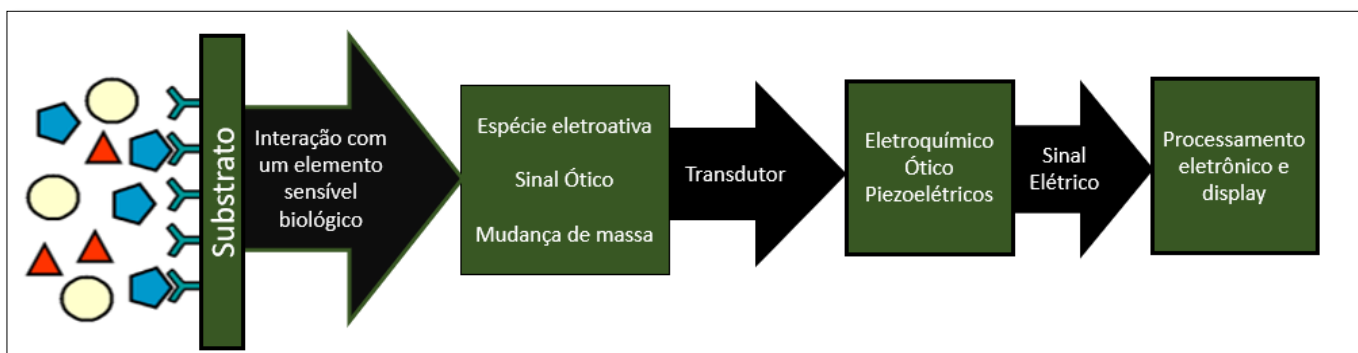 Substrato
Interação com
um elemento
sensível
biológico
Espécie eletroativa
Sinal Ótico
Mudança de massa
Transdutor
Eletroquímico
Ótico
Piezoelétricos
Sinal
Elétrico
Processamento
eletrônico e
display